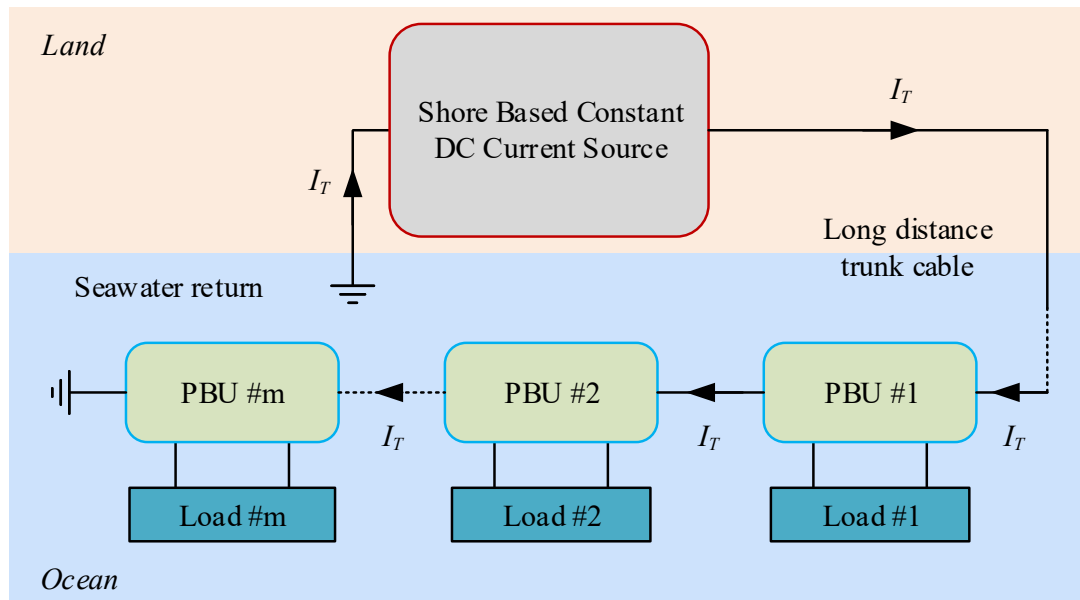 Land
Shore Based Constant
DC Current Source
I_T
I_T
Long distance
trunk cable
Seawater return
PBU #m
PBU #2
PBU #1
I_T
I_T
I_T
Load #m
Load #2
Load #1
Ocean